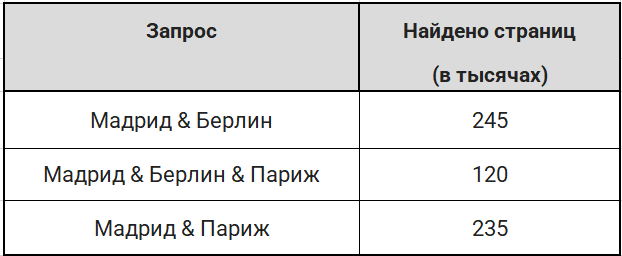 Запрос
Найдено страниц
(в тысячах)
Мадрид & Берлин
245
Мадрид & Берлин & Париж
120
Мадрид & Париж
235